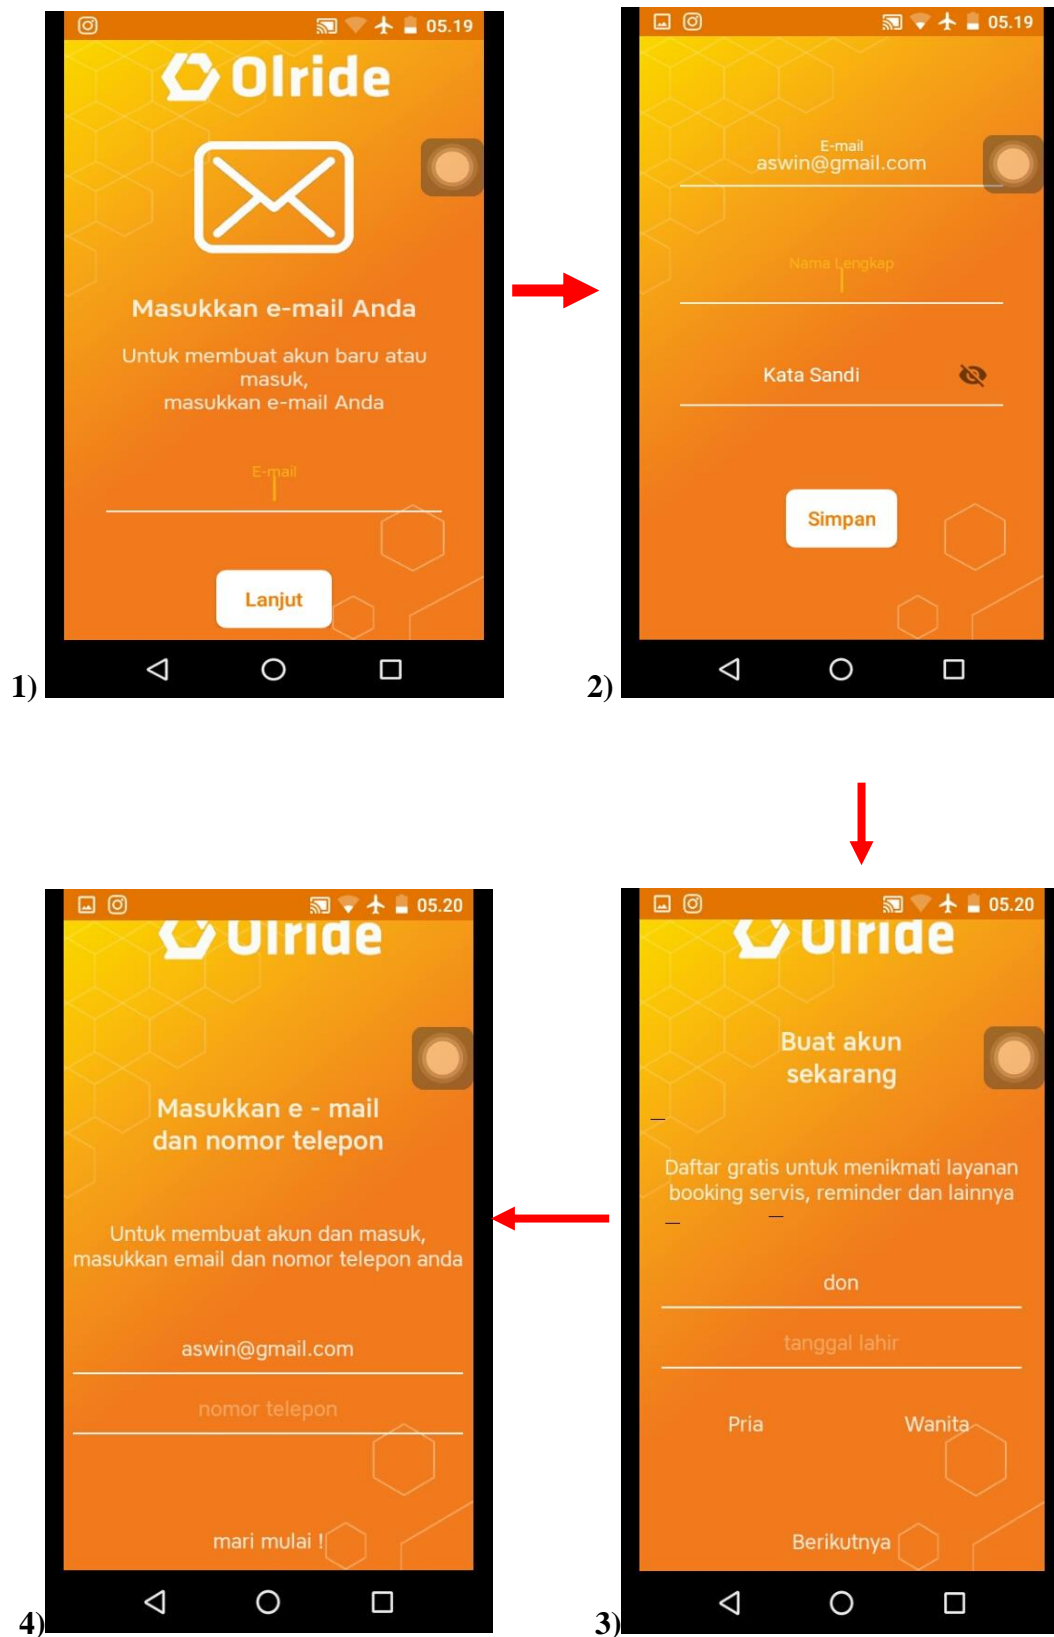 05.19
Olride
Masukkan e-mail Anda
Untuk membuat akun baru atau
masuk,
masukkan e-mail Anda
E-mail
Lanjut
1)
05.19
E-mail
aswin@gmail.com
Nama Lengkap
Kata Sandi
Simpan
2)
05.20
Olride
Buat akun
sekarang
Daftar gratis untuk menikmati layanan
booking servis, reminder dan lainnya
don
tanggal lahir
Pria Wanita
Berikutnya
3)
05.20
Olride
Masukkan e - mail
dan nomor telepon
Untuk membuat akun dan masuk,
masukkan email dan nomor telepon anda
aswin@gmail.com
nomor telepon
mari mulai !
4)